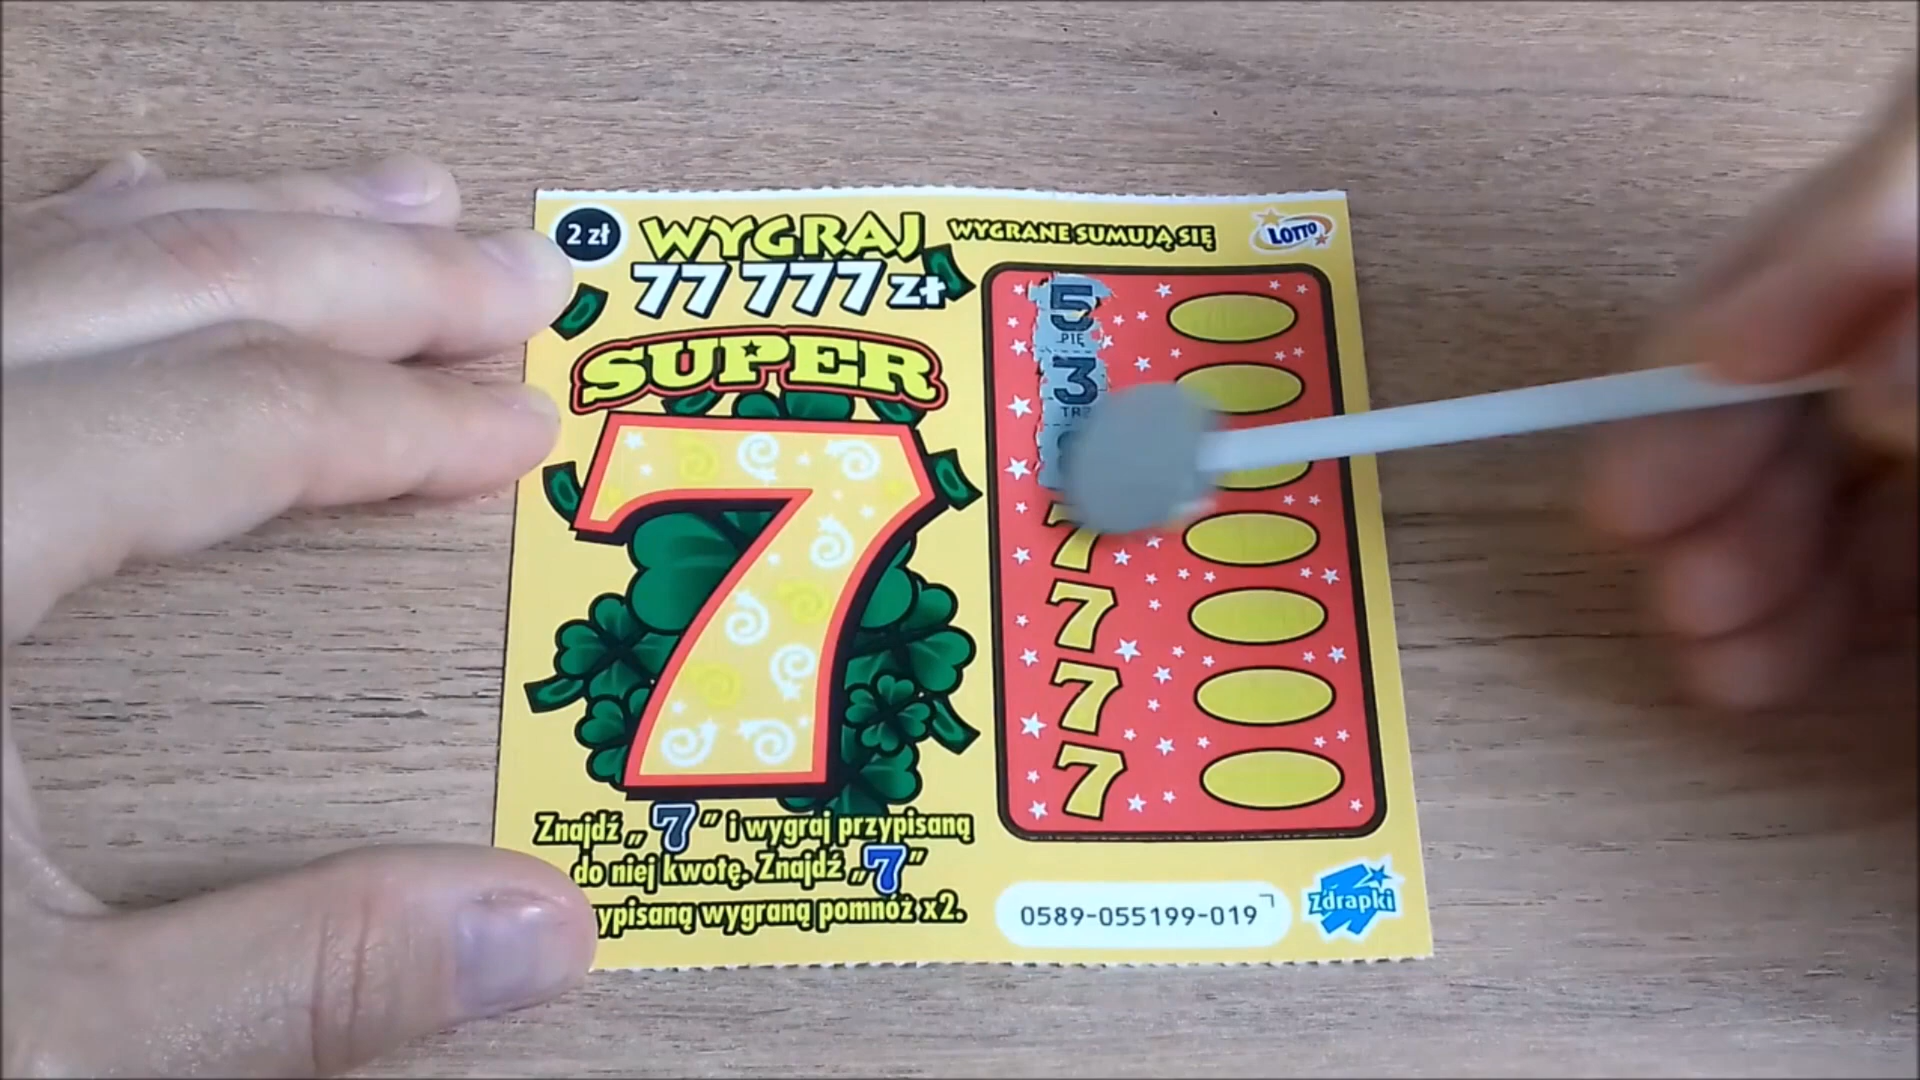 2 zł
WYGRAJ
77 777 zł
WYGRANE SUMUJĄ SIĘ
LOTTO
SUPER
7
5
PIĘ
3
TRZ
7
7
7
7
Znajdź „7” i wygraj przypisaną
do niej kwotę. Znajdź „7”
ypisaną wygraną pomnóż x2.
0589-055199-019
Zdrapki